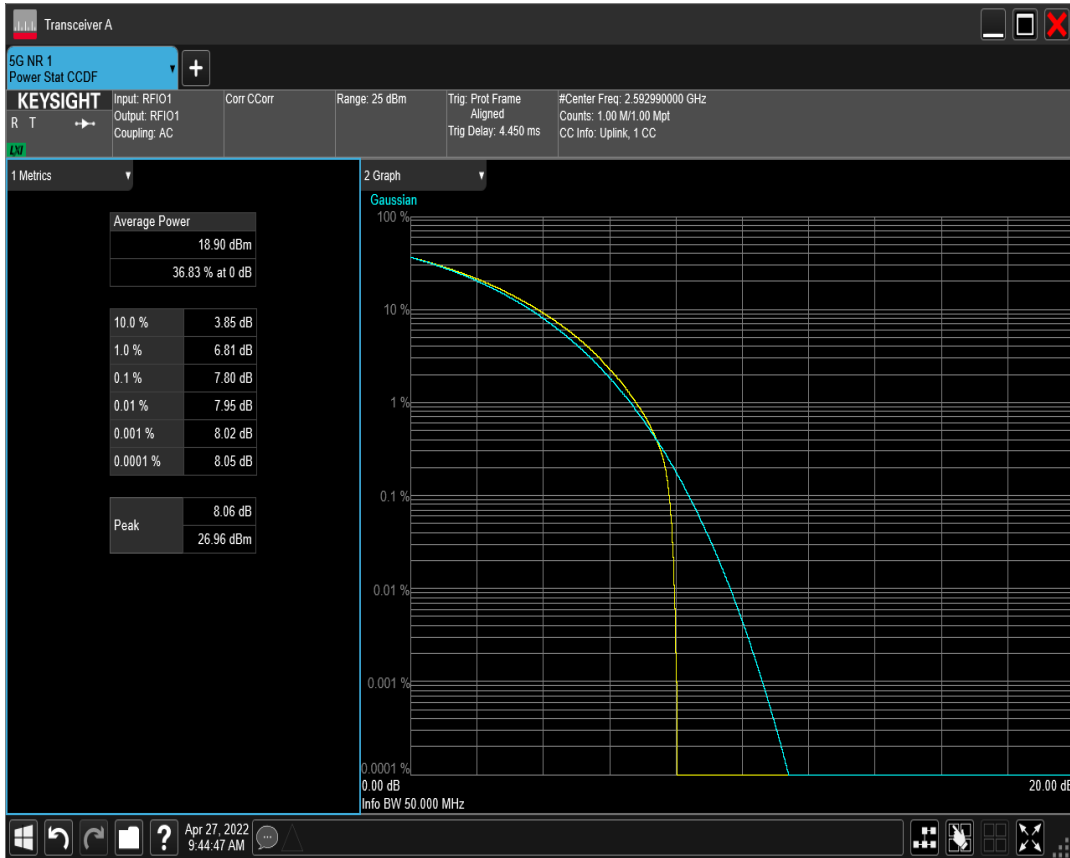 Transceiver A
5G NR 1
Power Stat CCDF
KEYSIGHT
R T
LXI
Input: RFIO1
Output: RFIO1
Coupling: AC
Corr CCorr
Range: 25 dBm
Trig: Prot Frame
Aligned
Trig Delay: 4.450 ms
#Center Freq: 2.592990000 GHz
Counts: 1.00 M/1.00 Mpt
CC Info: Uplink, 1 CC
1 Metrics
Average Power
18.90 dBm
36.83 % at 0 dB
10.0 % 3.85 dB
1.0 % 6.81 dB
0.1 % 7.80 dB
0.01 % 7.95 dB
0.001 % 8.02 dB
0.0001 % 8.05 dB
Peak
8.06 dB
26.96 dBm
2 Graph
Gaussian
100 %
10 %
1 %
0.1 %
0.01 %
0.001 %
0.0001 %
0.00 dB
20.00 dB
Info BW 50.000 MHz
?
Apr 27, 2022
9:44:47 AM